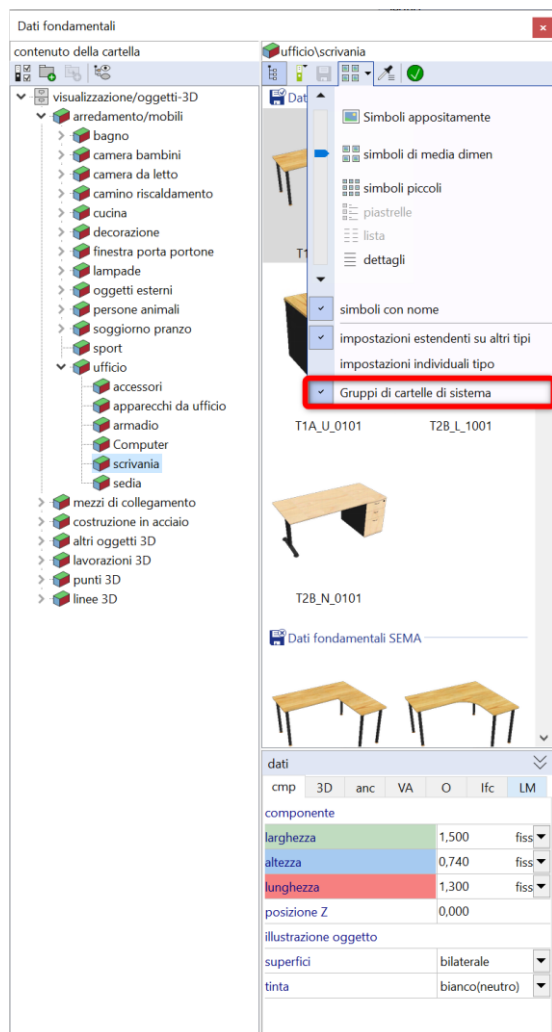 Dati fondamentali
contenuto della cartella
visualizzazione/oggetti-3D
arredamento/mobili
bagno
camera bambini
camera da letto
camino riscaldamento
cucina
decorazione
finestra porta portone
lampade
oggetti esterni
persone animali
soggiorno pranzo
sport
ufficio
accessori
apparecchi da ufficio
armadio
Computer
scrivania
sedia
mezzi di collegamento
costruzione in acciaio
altri oggetti 3D
lavorazioni 3D
punti 3D
linee 3D
ufficio\scrivania
Dat
Simboli appositamente
simboli di media dimen
simboli piccoli
piastrelle
lista
dettagli
simboli con nome
impostazioni estendenti su altri tipi
impostazioni individuali tipo
Gruppi di cartelle di sistema
T1
T1A_U_0101 T2B_L_1001
T2B_N_0101
Dati fondamentali SEMA
dati
cmp 3D anc VA O Ifc LM
componente
larghezza 1,500 fiss
altezza 0,740 fiss
lunghezza 1,300 fiss
posizione Z 0,000
illustrazione oggetto
superfici bilaterale
tinta bianco(neutro)